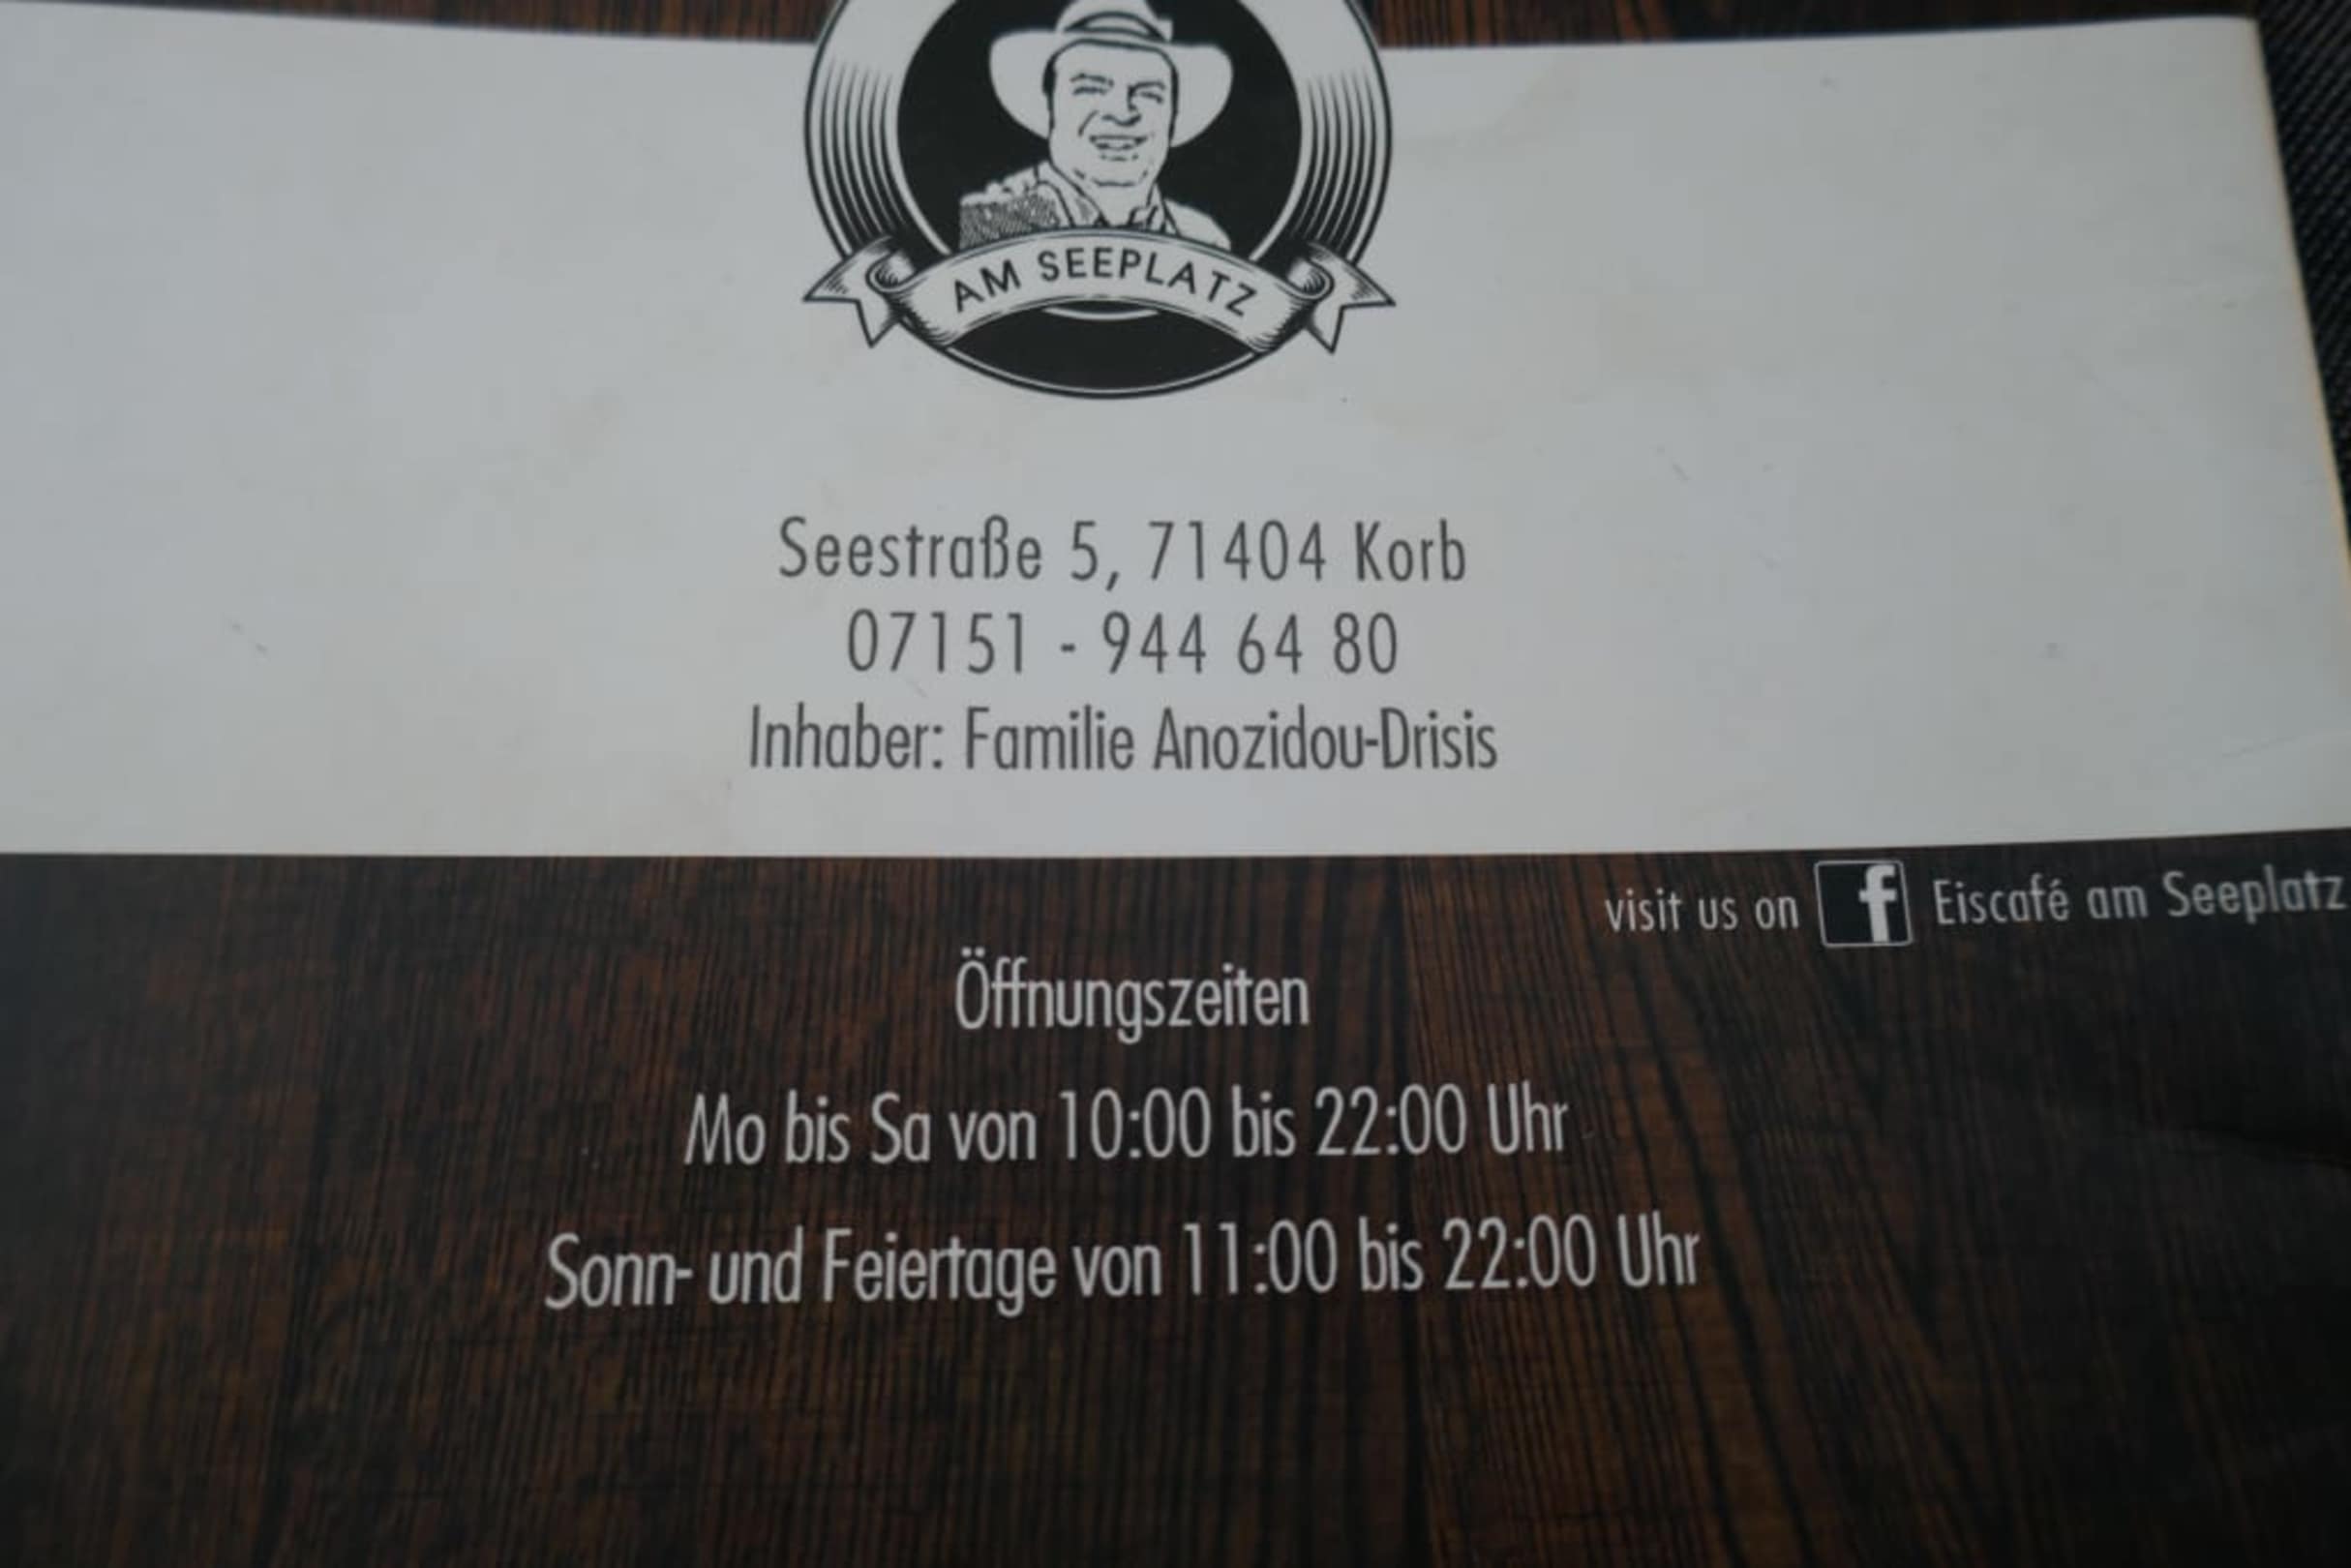 AM SEEPLATZ
Seestraße 5, 71404 Korb
07151 - 944 64 80
Inhaber: Familie Anozidou-Drisis
visit us on f Eiscafé am Seeplatz
Öffnungszeiten
Mo bis Sa von 10:00 bis 22:00 Uhr
Sonn- und Feiertage von 11:00 bis 22:00 Uhr